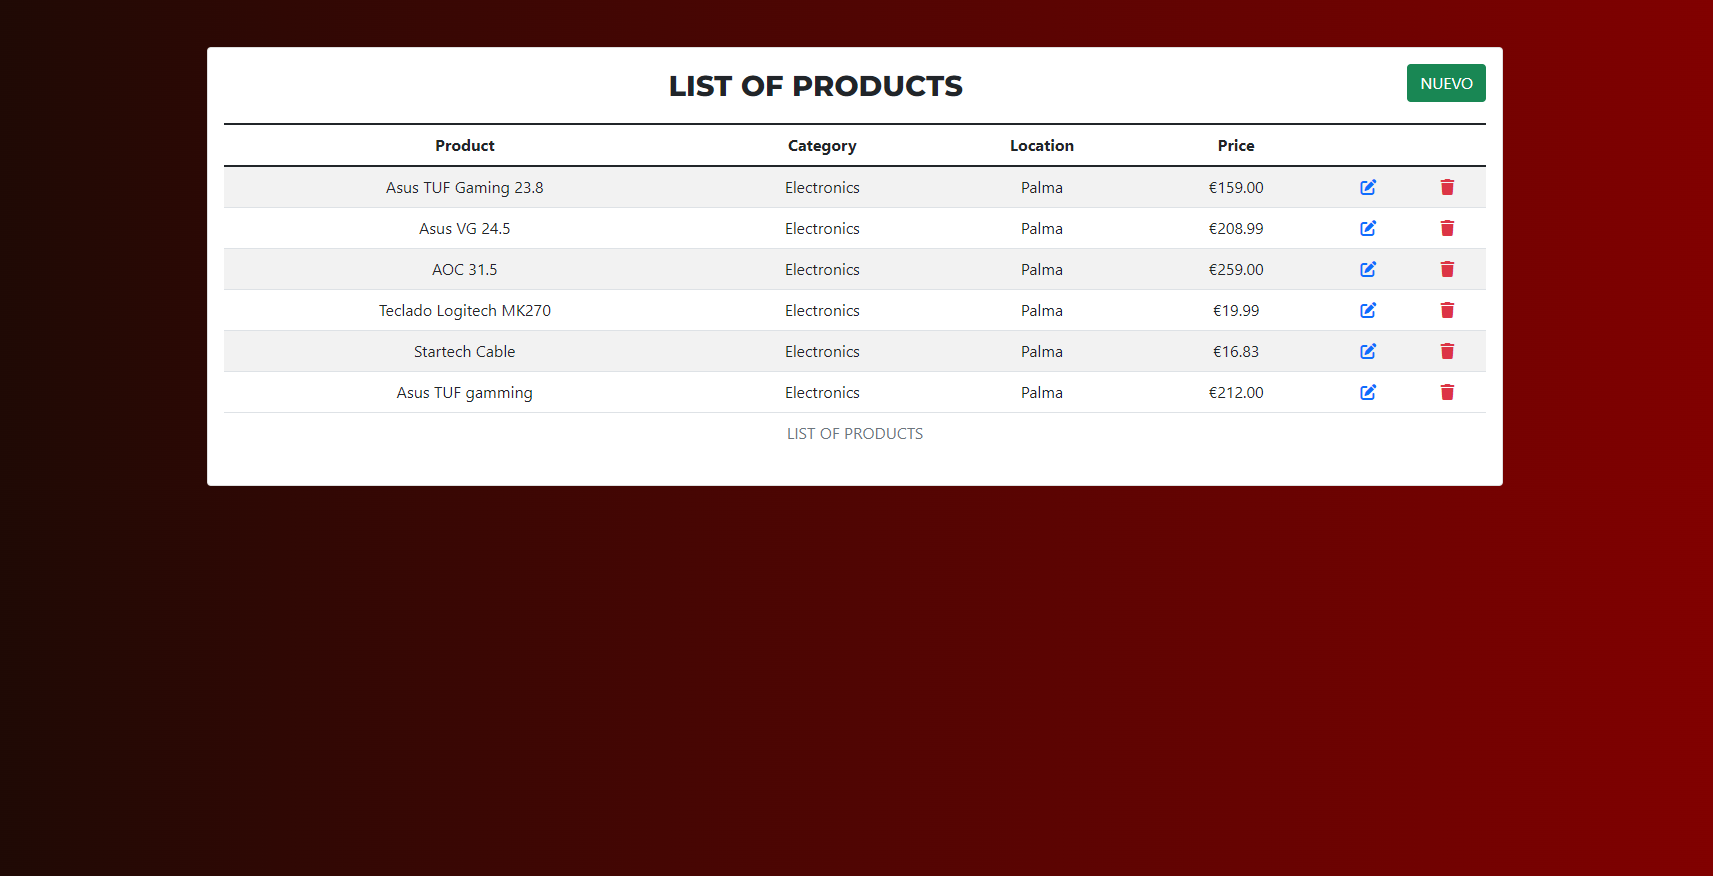 LIST OF PRODUCTS
NUEVO
Product Category Location Price
Asus TUF Gaming 23.8 Electronics Palma €159.00
Asus VG 24.5 Electronics Palma €208.99
AOC 31.5 Electronics Palma €259.00
Teclado Logitech MK270 Electronics Palma €19.99
Startech Cable Electronics Palma €16.83
Asus TUF gamming Electronics Palma €212.00
LIST OF PRODUCTS